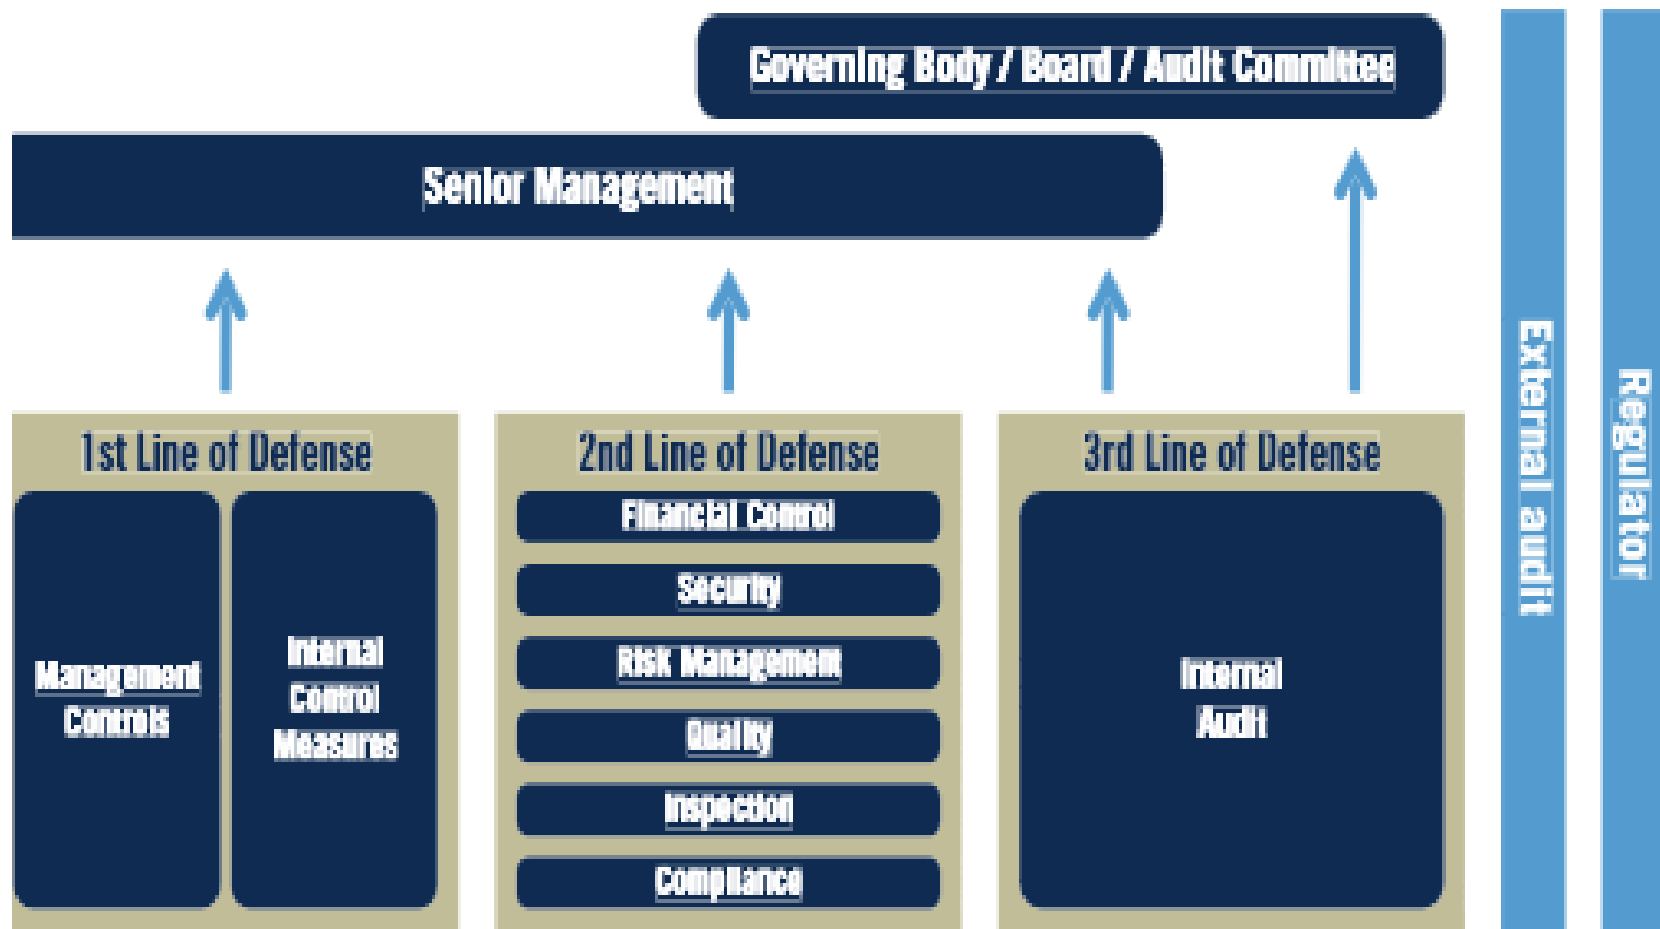 Governing Body / Board / Audit Committee
Senior Management
1st Line of Defense
Management
Controls
Internal
Control
Measures
2nd Line of Defense
Financial Control
Security
Risk Management
Quality
Inspection
Compliance
3rd Line of Defense
Internal
Audit
External audit
Regulator